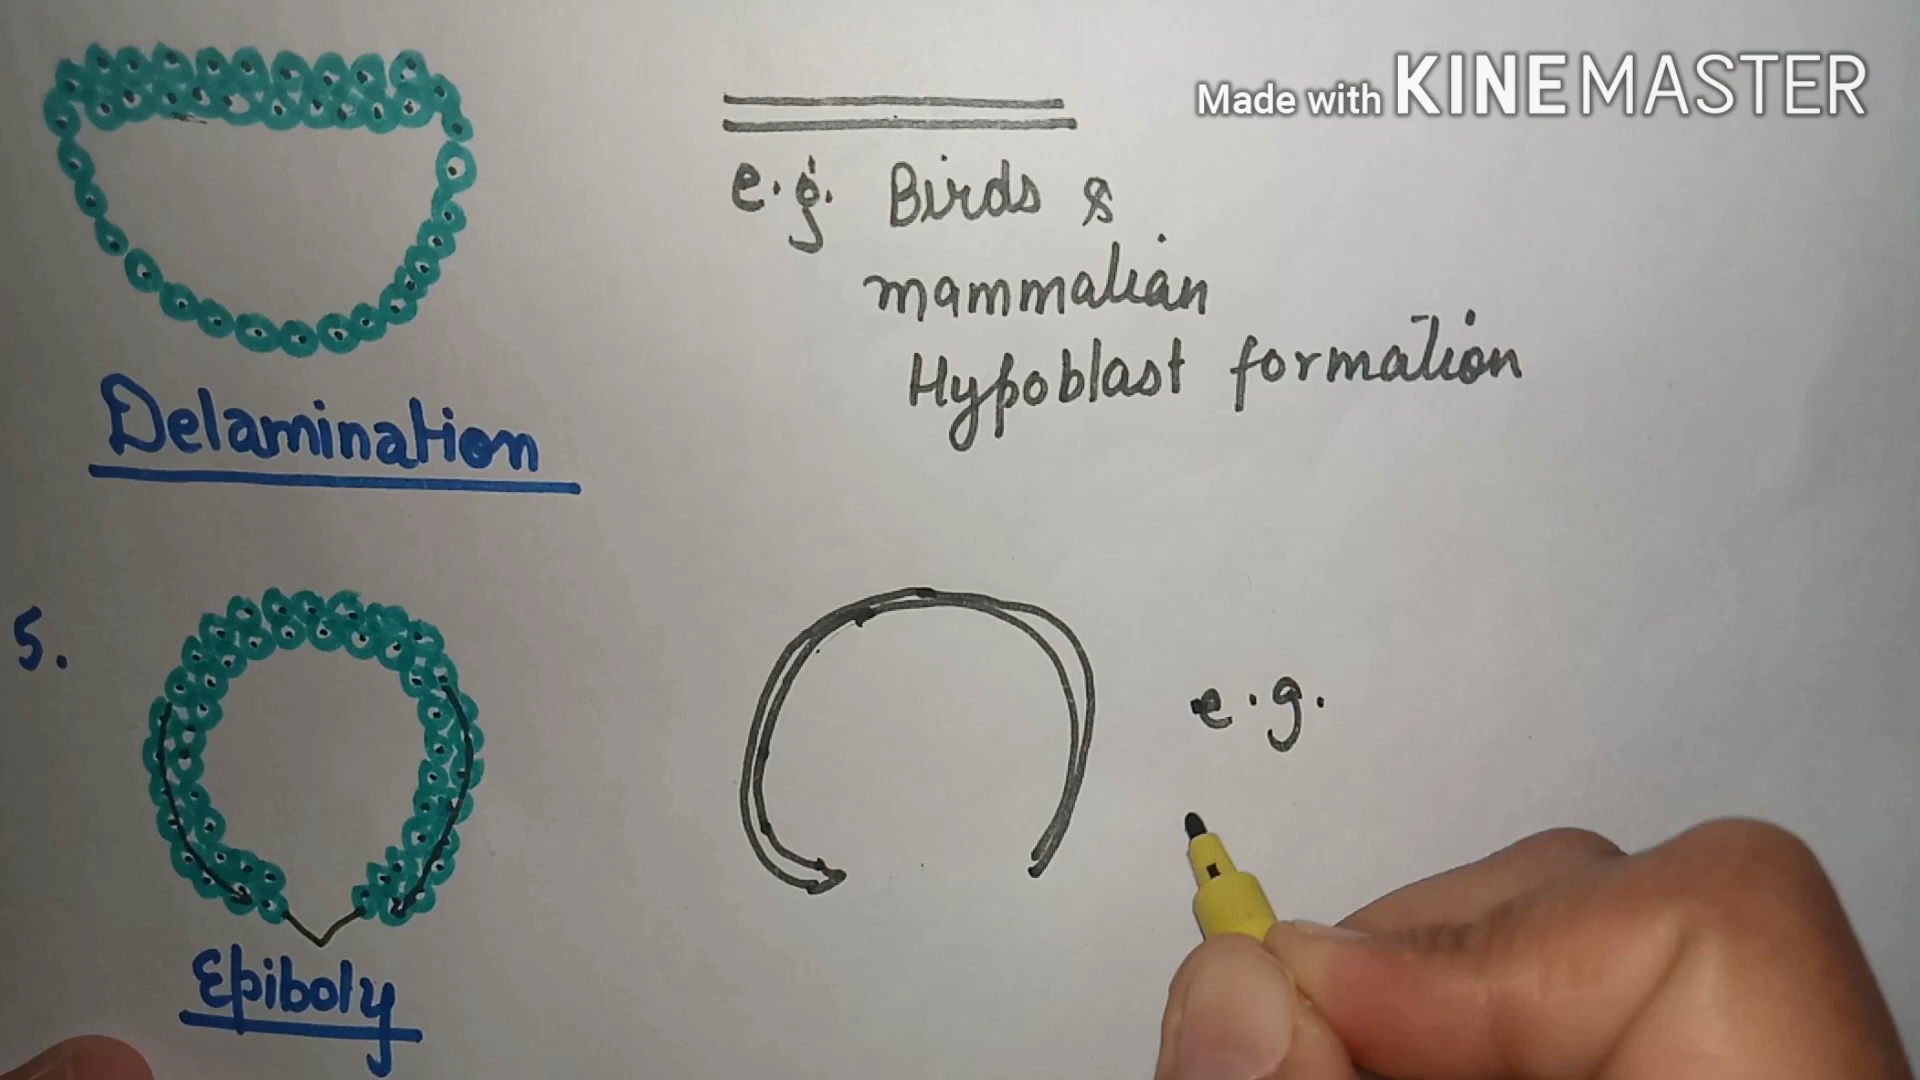 Made with KINEMASTER
e.g. Birds &
mammalian
Hypoblast formation
Delamination
5.
e.g.
Epiboly